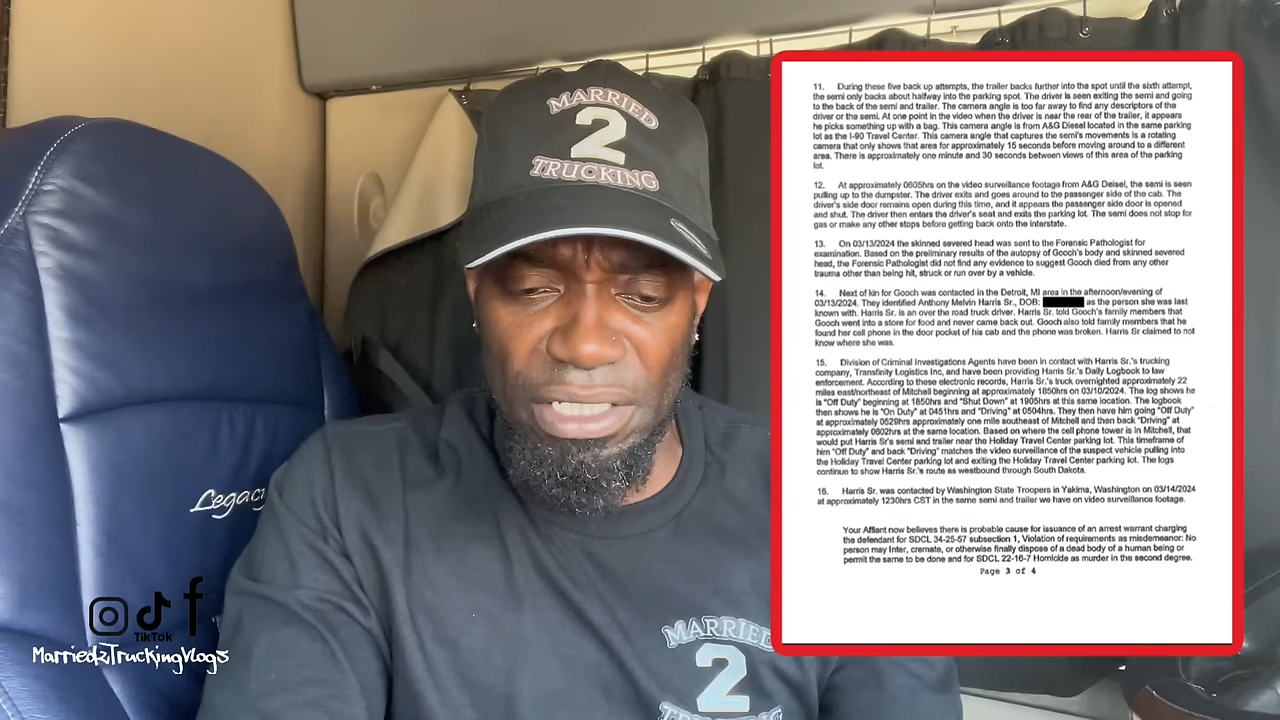 MARRIED
2
TRUCKING
Legacy
TikTok
Married2TruckingVlogs
MARRIED
2
TRUCKING
11. During these five back up attempts, the trailer backs further into the spot until the sixth attempt,
the semi only backs about halfway into the parking spot. The driver is seen exiting the semi and going
to the back of the semi and trailer. The camera angle is too far away to find any descriptors of the
driver or the semi. At one point in the video when the driver is near the rear of the trailer, it appears
he picks something up with a bag. This camera angle is from A&G Diesel located in the same parking
lot as the I-90 Travel Center. This camera angle that captures the semi's movements is a rotating
camera that only shows that area for approximately 15 seconds before moving around to a different
area. There is approximately one minute and 30 seconds between views of this area of the parking
lot.
12. At approximately 0605hrs on the video surveillance footage from A&G Deisel, the semi is seen
pulling up to the dumpster. The driver exits and goes around to the passenger side of the cab. The
driver's side door remains open during this time, and it appears the passenger side door is opened
and shut. The driver then enters the driver's seat and exits the parking lot. The semi does not stop for
gas or make any other stops before getting back onto the interstate.
13. On 03/13/2024 the skinned severed head was sent to the Forensic Pathologist for
examination. Based on the preliminary results of the autopsy of Gooch's body and skinned severed
head, the Forensic Pathologist did not find any evidence to suggest Gooch died from any other
trauma other than being hit, struck or run over by a vehicle.
14. Next of kin for Gooch was contacted in the Detroit, MI area in the afternoon/evening of
03/13/2024. They identified Anthony Melvin Harris Sr., DOB: as the person she was last
known with. Harris Sr. is an over the road truck driver. Harris Sr. told Gooch's family members that
Gooch went into a store for food and never came back out. Gooch also told family members that he
found her cell phone in the door pocket of his cab and the phone was broken. Harris Sr claimed to not
know where she was.
15. Division of Criminal Investigations Agents have been in contact with Harris Sr.'s trucking
company, Transfinity Logistics Inc, and have been providing Harris Sr.'s Daily Logbook to law
enforcement. According to these electronic records, Harris Sr.'s truck overnighted approximately 22
miles east/northeast of Mitchell beginning at approximately 1850hrs on 03/10/2024. The log shows he
is "Off Duty" beginning at 1850HRS and "Shut Down" at 1905hrs at this same location. The logbook
then shows he is "On Duty" at 0451hrs and "Driving" at 0504hrs. They then have him going "Off Duty"
at approximately 0529hrs approximately one mile southeast of Mitchell and then back "Driving" at
approximately 0602hrs at the same location. Based on where the cell phone tower is in Mitchell, that
would put Harris Sr's semi and trailer near the Holiday Travel Center parking lot. This timeframe of
him "Off Duty" and back "Driving" matches the video surveillance of the suspect vehicle pulling into
the Holiday Travel Center parking lot and exiting the Holiday Travel Center parking lot. The logs
continue to show Harris Sr.'s route as westbound through South Dakota.
16. Harris Sr. was contacted by Washington State Troopers in Yakima, Washington on 03/14/2024
at approximately 1230hrs CST in the same semi and trailer we have on video surveillance footage.
Your Affiant now believes there is probable cause for issuance of an arrest warrant charging
the defendant for SDCL 34-25-57 subsection 1, Violation of requirements as misdemeanor: No
person may Inter, cremate, or otherwise finally dispose of a dead body of a human being or
permit the same to be done and for SDCL 22-16-7 Homicide as murder in the second degree.
Page 3 of 4